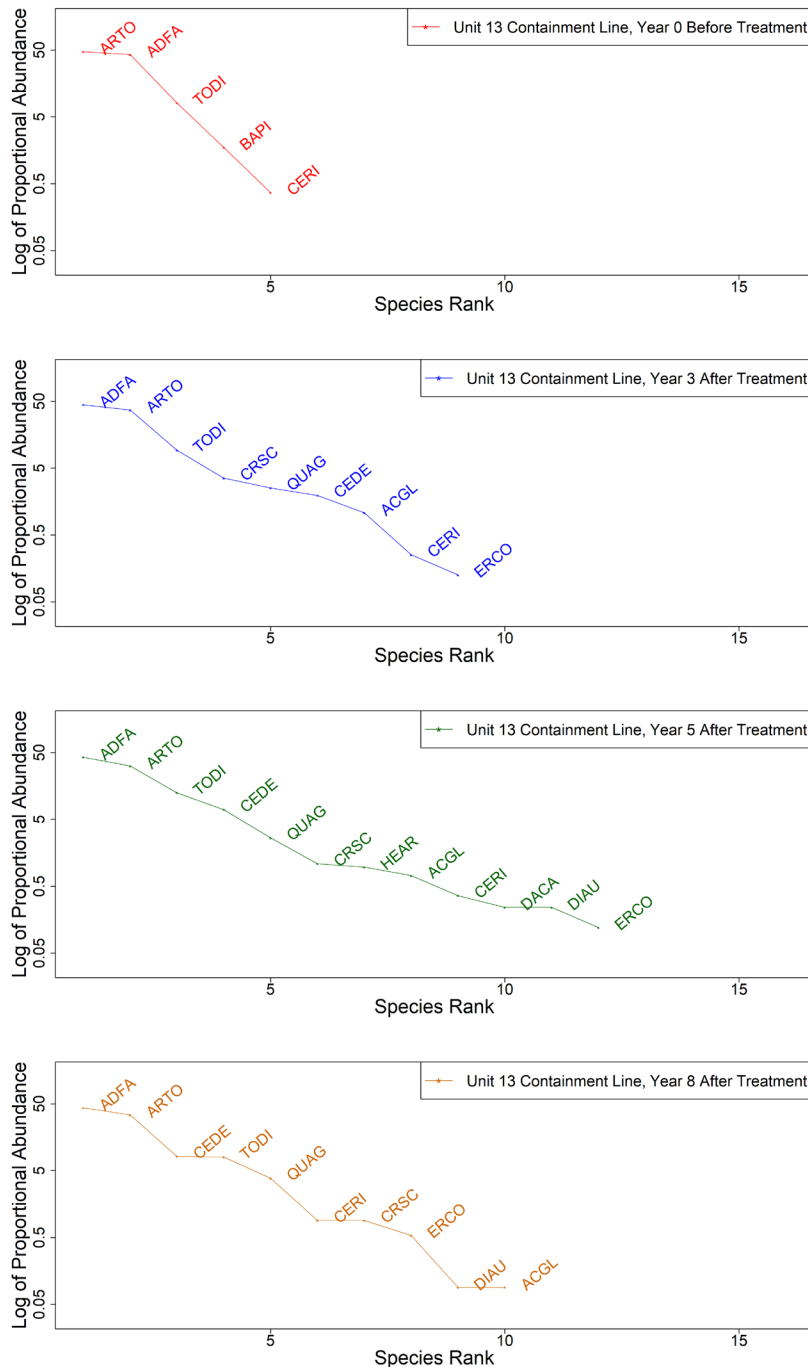 Unit 13 Containment Line, Year 0 Before Treatment
Log of Proportional Abundance
50
5
0.5
0.05
ARTO
ADFA
TODI
BAPI
CERI
5
10
15
Species Rank
Unit 13 Containment Line, Year 3 After Treatment
Log of Proportional Abundance
50
5
0.5
0.05
ADFA
ARTO
TODI
CRSC
QUAG
CEDE
ACGL
CERI
ERCO
5
10
15
Species Rank
Unit 13 Containment Line, Year 5 After Treatment
Log of Proportional Abundance
50
5
0.5
0.05
ADFA
ARTO
TODI
CEDE
QUAG
CRSC
HEAR
ACGL
CERI
DACA
DIAU
ERCO
5
10
15
Species Rank
Unit 13 Containment Line, Year 8 After Treatment
Log of Proportional Abundance
50
5
0.5
0.05
ADFA
ARTO
CEDE
TODI
QUAG
CERI
CRSC
ERCO
DIAU
ACGL
5
10
15
Species Rank